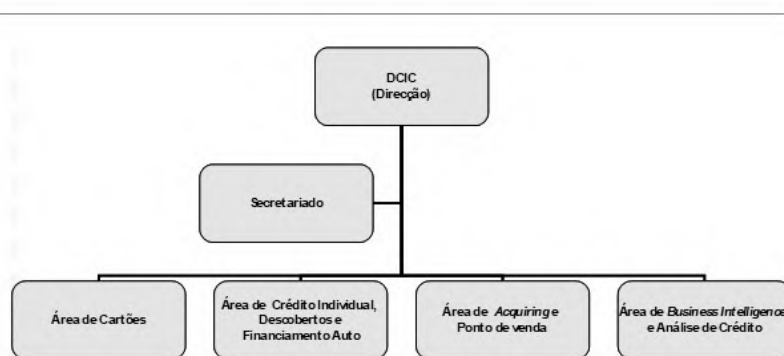 DCIC
(Direcção)
Secretariado
Área de Cartões
Área de Crédito Individual,
Descobertos e
Financiamento Auto
Área de Acquiring e
Ponto de venda
Área de Business Intelligence
e Análise de Crédito